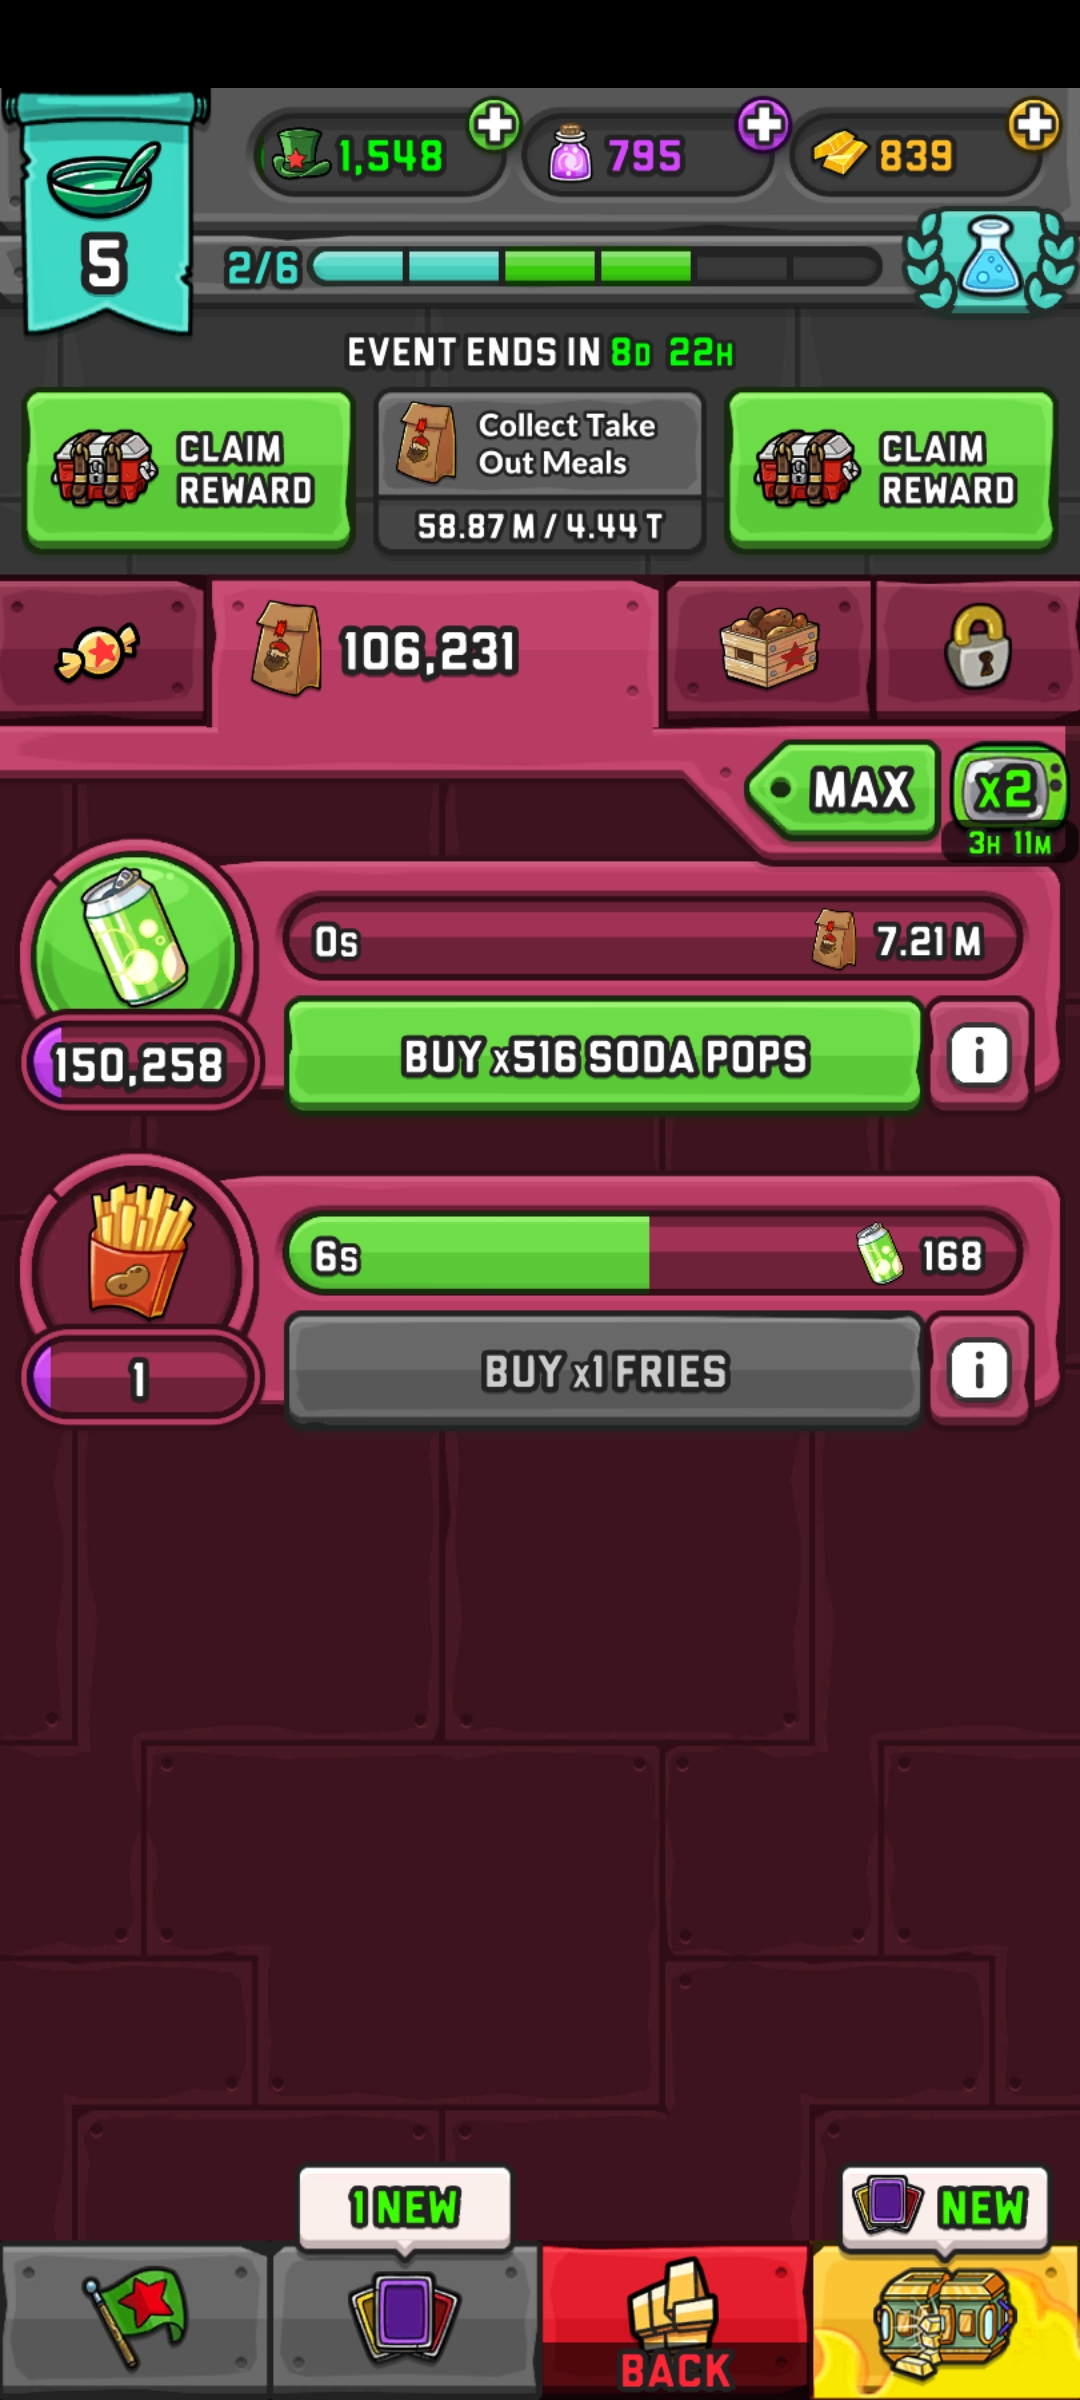 1,548
795
839
5
2/6
EVENT ENDS IN 8D 22H
CLAIM
REWARD
Collect Take
Out Meals
58.87 M / 4.44 T
CLAIM
REWARD
106,231
MAX
x2
3H 11M
0s
7.21 M
150,258
BUY x516 SODA POPS
i
6s
168
1
BUY x1 FRIES
i
1 NEW
NEW
BACK